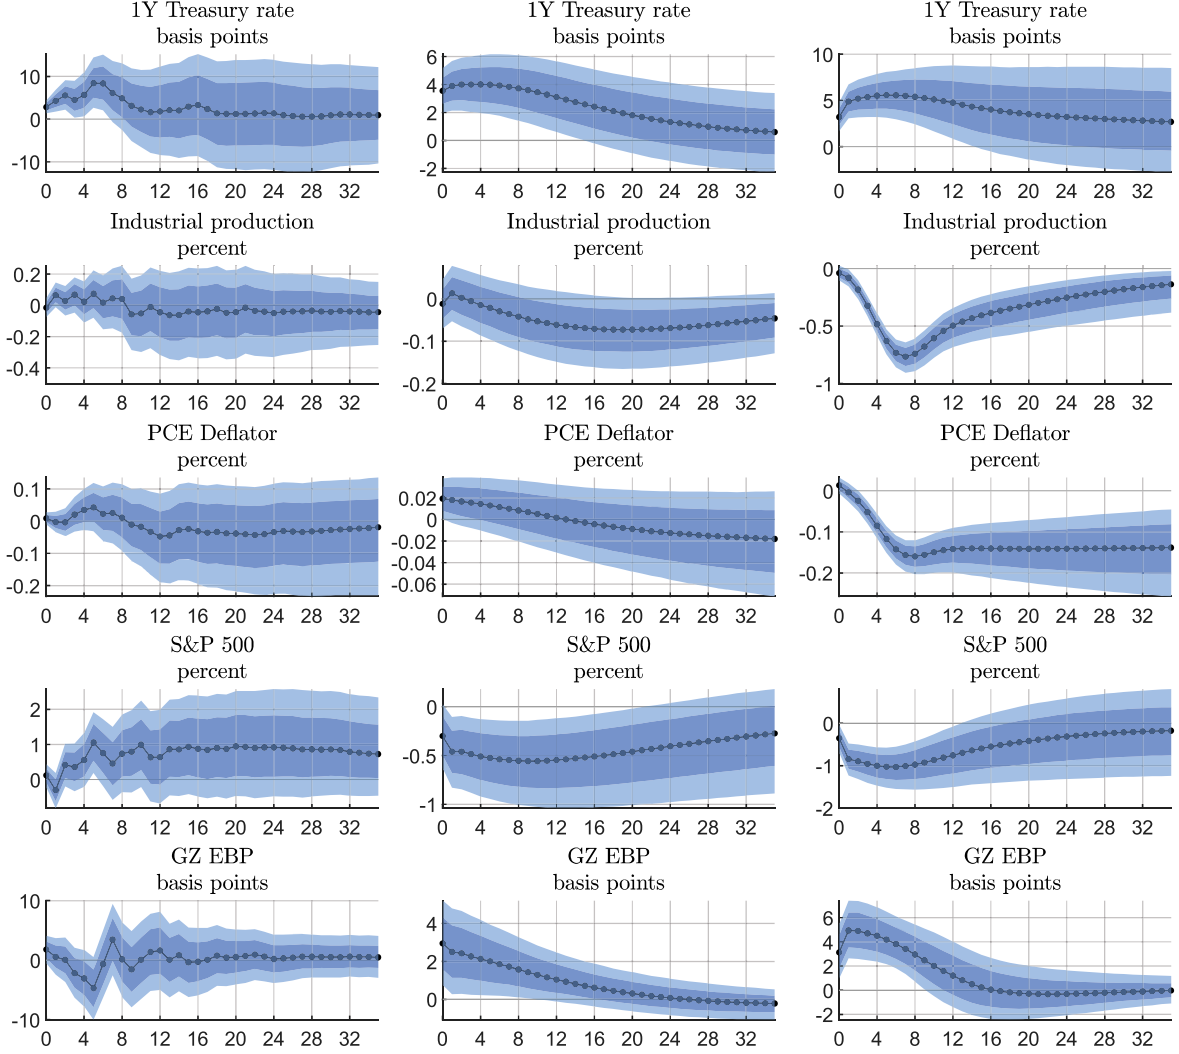 1Y Treasury rate
basis points
10
0
-10
0 4 8 12 16 20 24 28 32
1Y Treasury rate
basis points
6
4
2
0
-2
0 4 8 12 16 20 24 28 32
1Y Treasury rate
basis points
10
5
0
0 4 8 12 16 20 24 28 32
Industrial production
percent
0.2
0
-0.2
-0.4
0 4 8 12 16 20 24 28 32
Industrial production
percent
0
-0.1
-0.2
0 4 8 12 16 20 24 28 32
Industrial production
percent
0
-0.5
-1
0 4 8 12 16 20 24 28 32
PCE Deflator
percent
0.1
0
-0.1
-0.2
0 4 8 12 16 20 24 28 32
PCE Deflator
percent
0.02
0
-0.02
-0.04
-0.06
0 4 8 12 16 20 24 28 32
PCE Deflator
percent
0
-0.1
-0.2
0 4 8 12 16 20 24 28 32
S&P 500
percent
2
1
0
0 4 8 12 16 20 24 28 32
S&P 500
percent
0
-0.5
-1
0 4 8 12 16 20 24 28 32
S&P 500
percent
0
-1
-2
0 4 8 12 16 20 24 28 32
GZ EBP
basis points
10
0
-10
0 4 8 12 16 20 24 28 32
GZ EBP
basis points
4
2
0
0 4 8 12 16 20 24 28 32
GZ EBP
basis points
6
4
2
0
-2
0 4 8 12 16 20 24 28 32